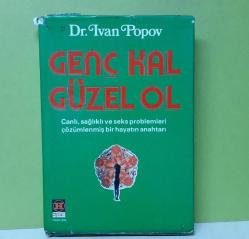 Dr. Ivan Popov
GENÇ KAL
GÜZEL OL
Canlı, sağlıklı ve seks problemleri
çözümlenmiş bir hayatın anahtarı